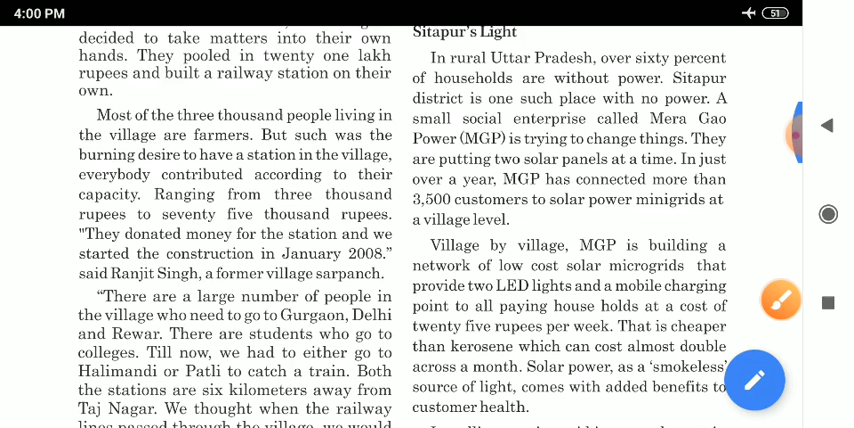 4:00 PM
51
decided to take matters into their own
hands. They pooled in twenty one lakh
rupees and built a railway station on their
own.
Most of the three thousand people living in
the village are farmers. But such was the
burning desire to have a station in the village,
everybody contributed according to their
capacity. Ranging from three thousand
rupees to seventy five thousand rupees.
"They donated money for the station and we
started the construction in January 2008.”
said Ranjit Singh, a former village sarpanch.
“There are a large number of people in
the village who need to go to Gurgaon, Delhi
and Rewar. There are students who go to
colleges. Till now, we had to either go to
Halimandi or Patli to catch a train. Both
the stations are six kilometers away from
Taj Nagar. We thought when the railway
lines passed through the village, we would
Sitapur's Light
In rural Uttar Pradesh, over sixty percent
of households are without power. Sitapur
district is one such place with no power. A
small social enterprise called Mera Gao
Power (MGP) is trying to change things. They
are putting two solar panels at a time. In just
over a year, MGP has connected more than
3,500 customers to solar power minigrids at
a village level.
Village by village, MGP is building a
network of low cost solar microgrids that
provide two LED lights and a mobile charging
point to all paying house holds at a cost of
twenty five rupees per week. That is cheaper
than kerosene which can cost almost double
across a month. Solar power, as a ‘smokeless’
source of light, comes with added benefits to
customer health.